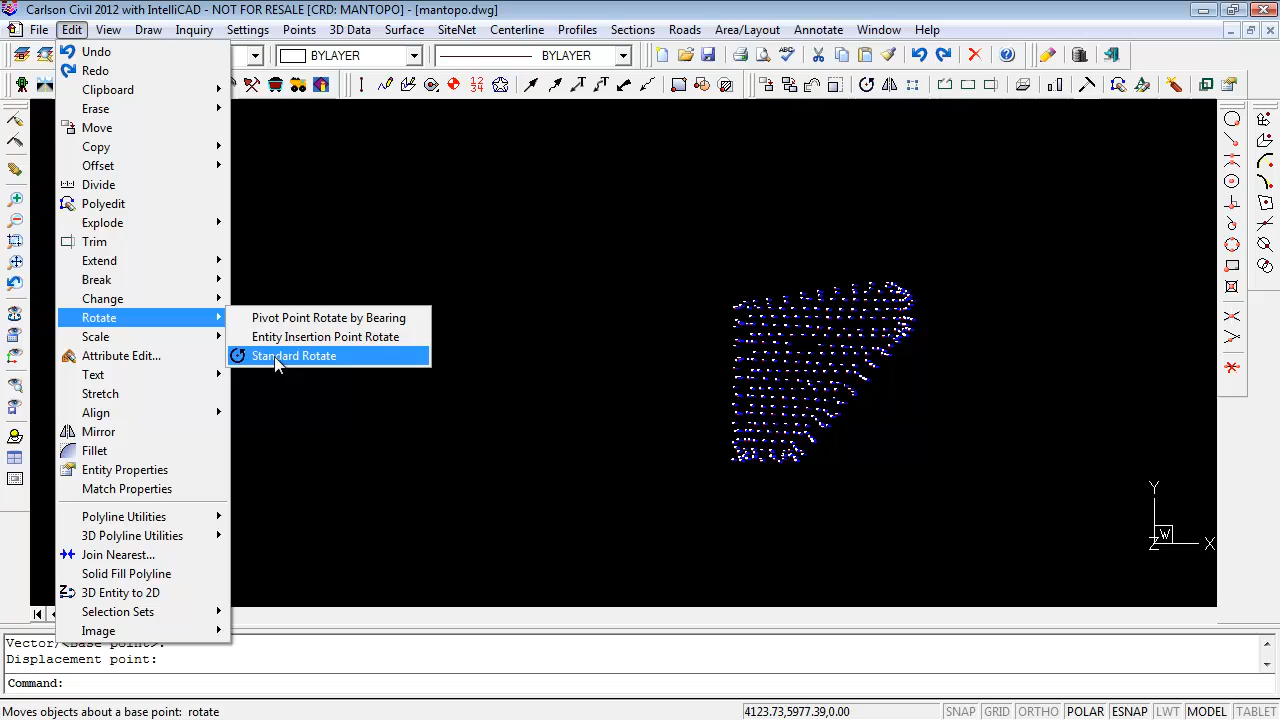 Carlson Civil 2012 with IntelliCAD - NOT FOR RESALE [CRD: MANTOPO] - [mantopo.dwg]
File Edit View Draw Inquiry Settings Points 3D Data Surface SiteNet Centerline Profiles Sections Roads Area/Layout Annotate Window Help
BYLAYER BYLAYER
Undo
Redo
Clipboard
Erase
Move
Copy
Offset
Divide
Polyedit
Explode
Trim
Extend
Break
Change
Rotate
Pivot Point Rotate by Bearing
Entity Insertion Point Rotate
Standard Rotate
Scale
Attribute Edit...
Text
Stretch
Align
Mirror
Fillet
Entity Properties
Match Properties
Polyline Utilities
3D Polyline Utilities
Join Nearest...
Solid Fill Polyline
3D Entity to 2D
Selection Sets
Image
Y
W
Z X
Vector/<Base point>:
Displacement point:
Command:
Moves objects about a base point: rotate
4123.73,5977.39,0.00
SNAP GRID ORTHO POLAR ESNAP LWT MODEL TABLET